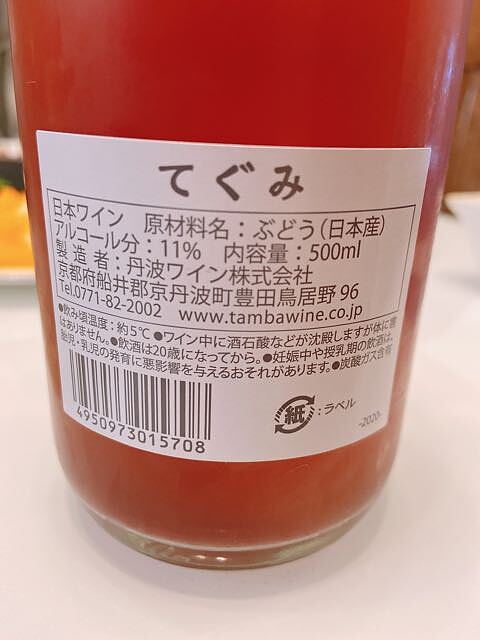 てぐみ
日本ワイン 原材料名：ぶどう（日本産）
アルコール分：11% 内容量：500ml
製造者：丹波ワイン株式会社
京都府船井郡京丹波町豊田鳥居野96
Tel.0771-82-2002 www.tambawine.co.jp
●飲み頃温度：約5℃●ワイン中に酒石酸などが沈殿しますが体に害
はありません。●飲酒は20歳になってから。●妊娠中や授乳期の飲酒は、
胎児・乳児の発育に悪影響を与えるおそれがあります。●炭酸ガス含有
4950973015708
紙：ラベル
-2020-